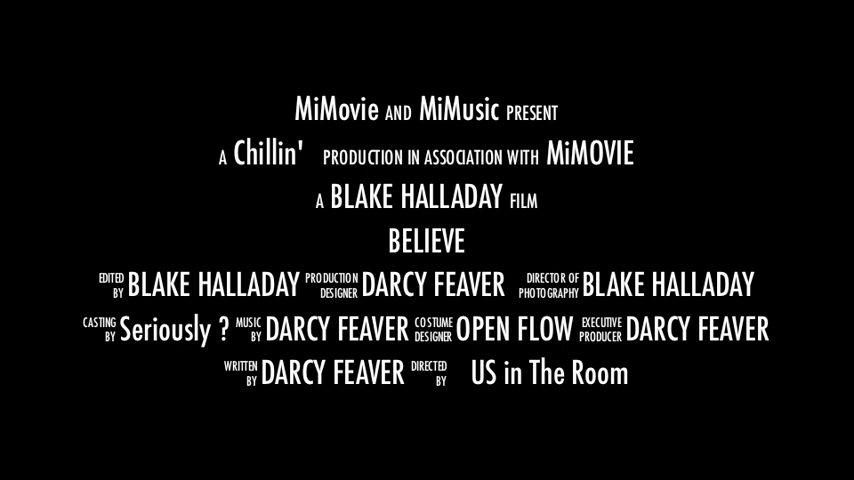 MiMovie AND MiMusic PRESENT
A Chillin' PRODUCTION IN ASSOCIATION WITH MiMOVIE
A BLAKE HALLADAY FILM
BELIEVE
EDITED BY BLAKE HALLADAY PRODUCTION DESIGNER DARCY FEAVER DIRECTOR OF PHOTOGRAPHY BLAKE HALLADAY
CASTING BY Seriously ? MUSIC BY DARCY FEAVER COSTUME DESIGNER OPEN FLOW EXECUTIVE PRODUCER DARCY FEAVER
WRITTEN BY DARCY FEAVER DIRECTED BY US in The Room